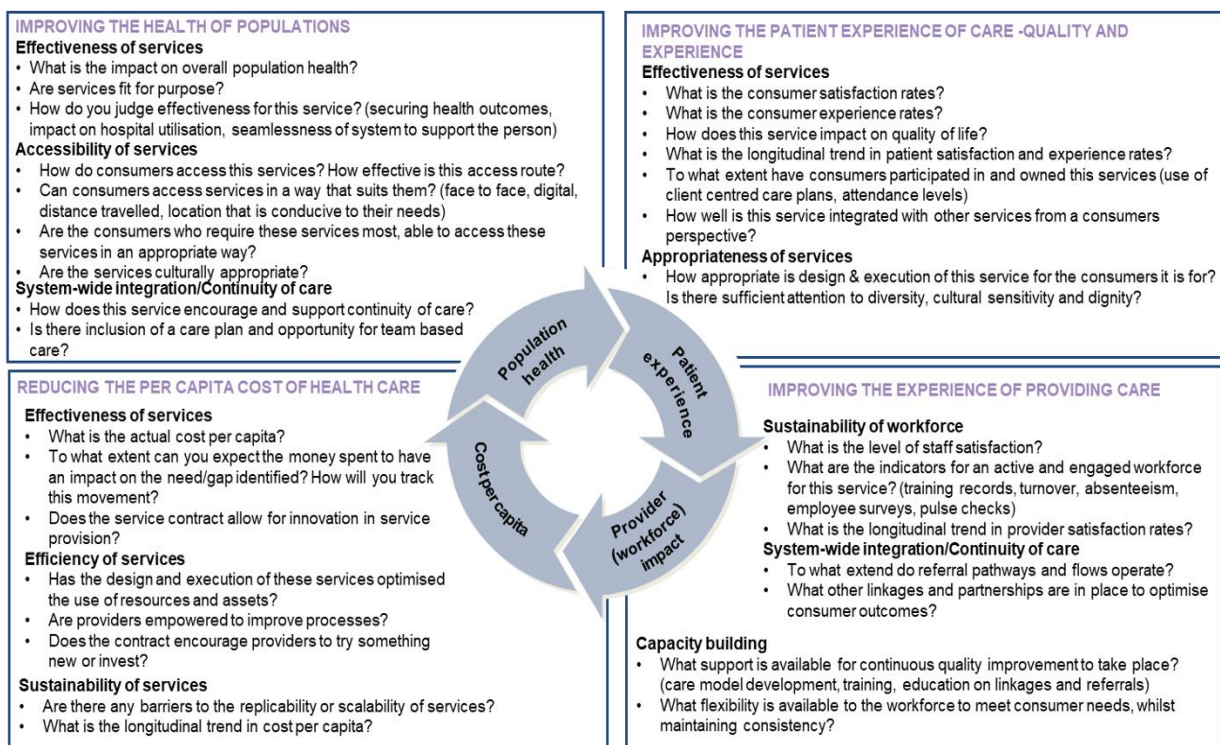 IMPROVING THE HEALTH OF POPULATIONS
Effectiveness of services
• What is the impact on overall population health?
• Are services fit for purpose?
• How do you judge effectiveness for this service? (securing health outcomes,
impact on hospital utilisation, seamlessness of system to support the person)
Accessibility of services
• How do consumers access this services? How effective is this access route?
• Can consumers access services in a way that suits them? (face to face, digital,
distance travelled, location that is conducive to their needs)
• Are the consumers who require these services most, able to access these
services in an appropriate way?
• Are the services culturally appropriate?
System-wide integration/Continuity of care
• How does this service encourage and support continuity of care?
• Is there inclusion of a care plan and opportunity for team based
care?
IMPROVING THE PATIENT EXPERIENCE OF CARE -QUALITY AND
EXPERIENCE
Effectiveness of services
• What is the consumer satisfaction rates?
• What is the consumer experience rates?
• How does this service impact on quality of life?
• What is the longitudinal trend in patient satisfaction and experience rates?
• To what extent have consumers participated in and owned this services (use of
client centred care plans, attendance levels)
• How well is this service integrated with other services from a consumers
perspective?
Appropriateness of services
• How appropriate is design & execution of this service for the consumers it is for?
Is there sufficient attention to diversity, cultural sensitivity and dignity?
Population
health
Patient
experience
Cost per capita
Provider
(workforce)
impact
REDUCING THE PER CAPITA COST OF HEALTH CARE
Effectiveness of services
• What is the actual cost per capita?
• To what extent can you expect the money spent to have
an impact on the need/gap identified? How will you track
this movement?
• Does the service contract allow for innovation in service
provision?
Efficiency of services
• Has the design and execution of these services optimised
the use of resources and assets?
• Are providers empowered to improve processes?
• Does the contract encourage providers to try something
new or invest?
Sustainability of services
• Are there any barriers to the replicability or scalability of services?
• What is the longitudinal trend in cost per capita?
IMPROVING THE EXPERIENCE OF PROVIDING CARE
Sustainability of workforce
• What is the level of staff satisfaction?
• What are the indicators for an active and engaged workforce
for this service? (training records, turnover, absenteeism,
employee surveys, pulse checks)
• What is the longitudinal trend in provider satisfaction rates?
System-wide integration/Continuity of care
• To what extend do referral pathways and flows operate?
• What other linkages and partnerships are in place to optimise
consumer outcomes?
Capacity building
• What support is available for continuous quality improvement to take place?
(care model development, training, education on linkages and referrals)
• What flexibility is available to the workforce to meet consumer needs, whilst
maintaining consistency?